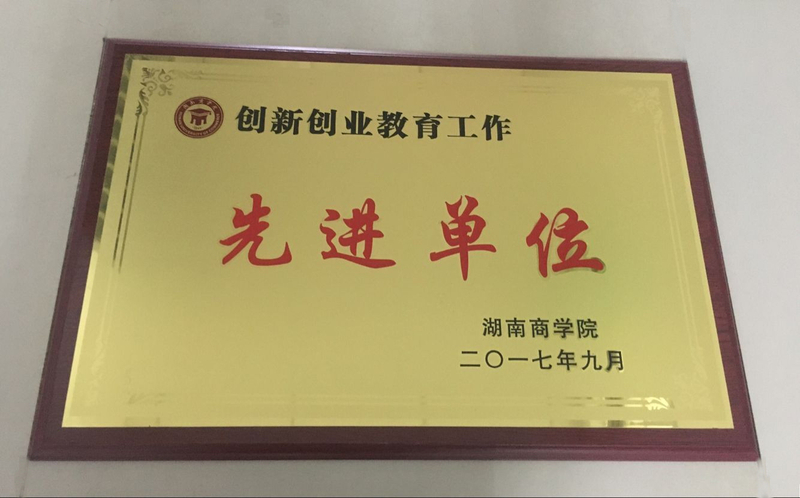 创新创业教育工作
先进单位
湖南商学院
二〇一七年九月